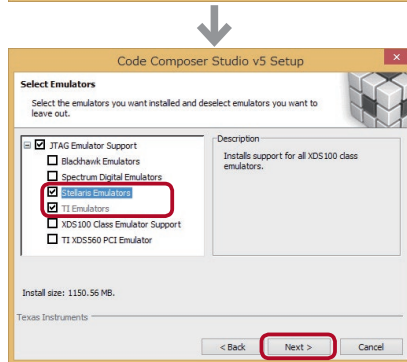 Code Composer Studio v5 Setup
Select Emulators
Select the emulators you want installed and deselect emulators you want to
leave out.
JTAG Emulator Support
Blackhawk Emulators
Spectrum Digital Emulators
Stellaris Emulators
TI Emulators
XDS100 Class Emulator Support
TI XDS560 PCI Emulator
Description
Installs support for all XDS100 class
emulators.
Install size: 1150.56 MB.
Texas Instruments
< Back
Next >
Cancel